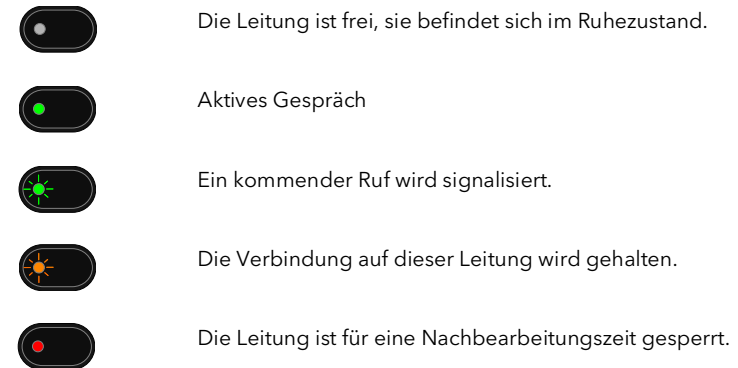 Die Leitung ist frei, sie befindet sich im Ruhezustand.
Aktives Gespräch
Ein kommender Ruf wird signalisiert.
Die Verbindung auf dieser Leitung wird gehalten.
Die Leitung ist für eine Nachbearbeitungszeit gesperrt.